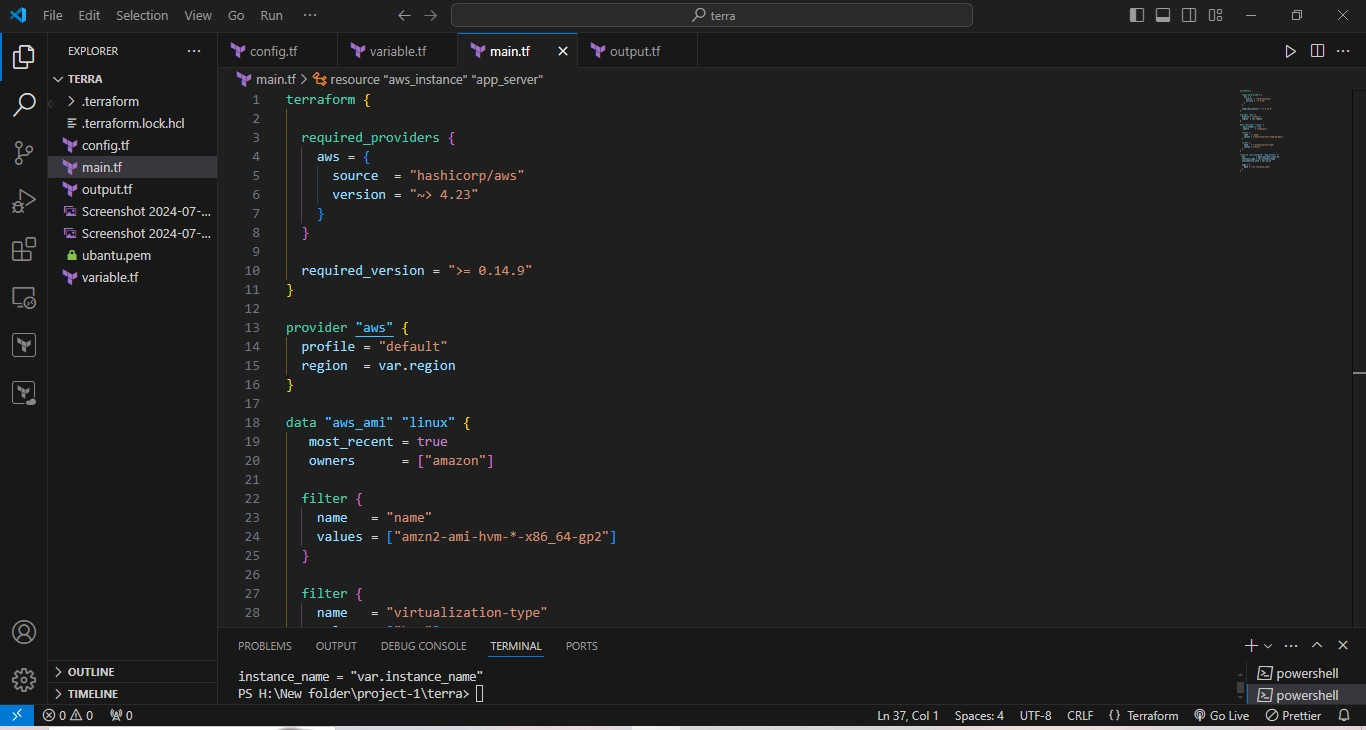 File Edit Selection View Go Run ··· terra
EXPLORER ···
TERRA
.terraform
.terraform.lock.hcl
config.tf
main.tf
output.tf
Screenshot 2024-07-...
Screenshot 2024-07-...
ubantu.pem
variable.tf
OUTLINE
TIMELINE
config.tf variable.tf main.tf output.tf
main.tf > resource "aws_instance" "app_server"
1 terraform {
2
3 required_providers {
4 aws = {
5 source = "hashicorp/aws"
6 version = "~> 4.23"
7 }
8 }
9
10 required_version = ">= 0.14.9"
11 }
12
13 provider "aws" {
14 profile = "default"
15 region = var.region
16 }
17
18 data "aws_ami" "linux" {
19 most_recent = true
20 owners = ["amazon"]
21
22 filter {
23 name = "name"
24 values = ["amzn2-ami-hvm-*-x86_64-gp2"]
25 }
26
27 filter {
28 name = "virtualization-type"
PROBLEMS OUTPUT DEBUG CONSOLE TERMINAL PORTS
instance_name = "var.instance_name"
PS H:\New folder\project-1\terra>
powershell
powershell
0 0 0 Ln 37, Col 1 Spaces: 4 UTF-8 CRLF {} Terraform Go Live Prettier